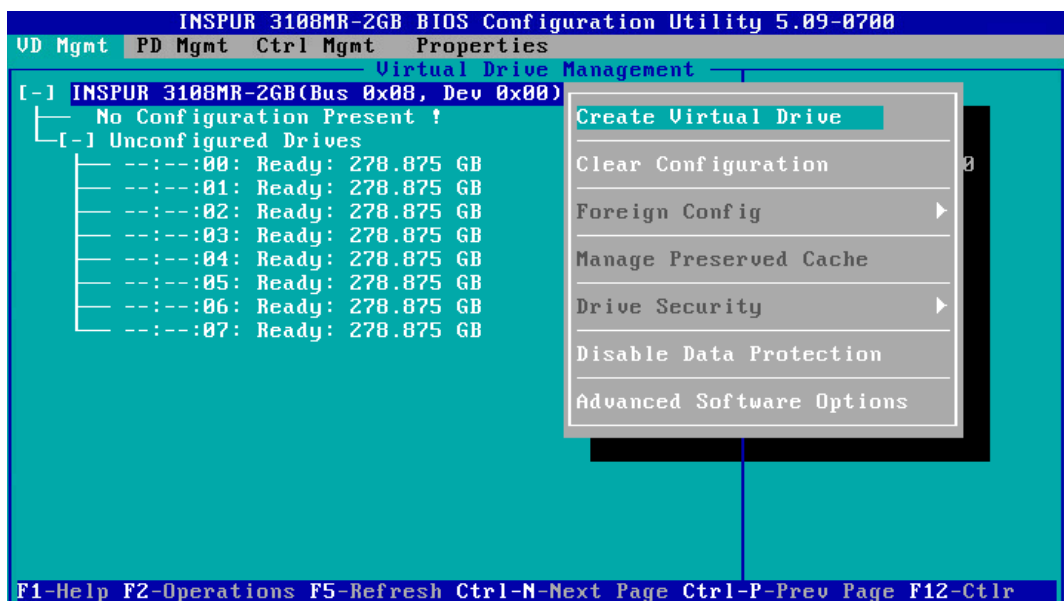 INSPUR 3108MR-2GB BIOS Configuration Utility 5.09-0700
VD Mgmt PD Mgmt Ctrl Mgmt Properties
Virtual Drive Management
[-] INSPUR 3108MR-2GB(Bus 0x08, Dev 0x00)
No Configuration Present !
[-] Unconfigured Drives
--:--:00: Ready: 278.875 GB
--:--:01: Ready: 278.875 GB
--:--:02: Ready: 278.875 GB
--:--:03: Ready: 278.875 GB
--:--:04: Ready: 278.875 GB
--:--:05: Ready: 278.875 GB
--:--:06: Ready: 278.875 GB
--:--:07: Ready: 278.875 GB
Create Virtual Drive
Clear Configuration
Foreign Config
Manage Preserved Cache
Drive Security
Disable Data Protection
Advanced Software Options
F1-Help F2-Operations F5-Refresh Ctrl-N-Next Page Ctrl-P-Prev Page F12-Ctlr